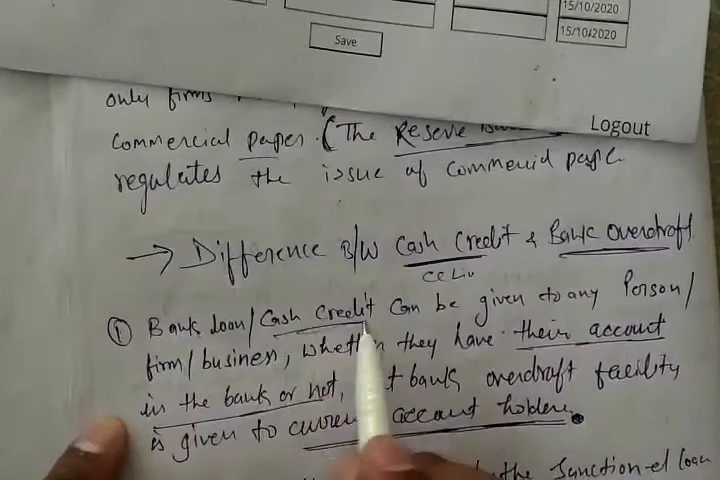 15/10/2020
15/10/2020
Save
Logout
only firms
commercial paper. (The Reserve
regulates the issue of commercial paper
→ Difference B/W Cash Credit & Bank Overdraft
CC Liv
① Bank loan/Cash Credit Can be given to any Person/
firm/business, whether they have their account
in the bank or not, bank overdraft facility
is given to current account holders.
the Sanction-ed loan